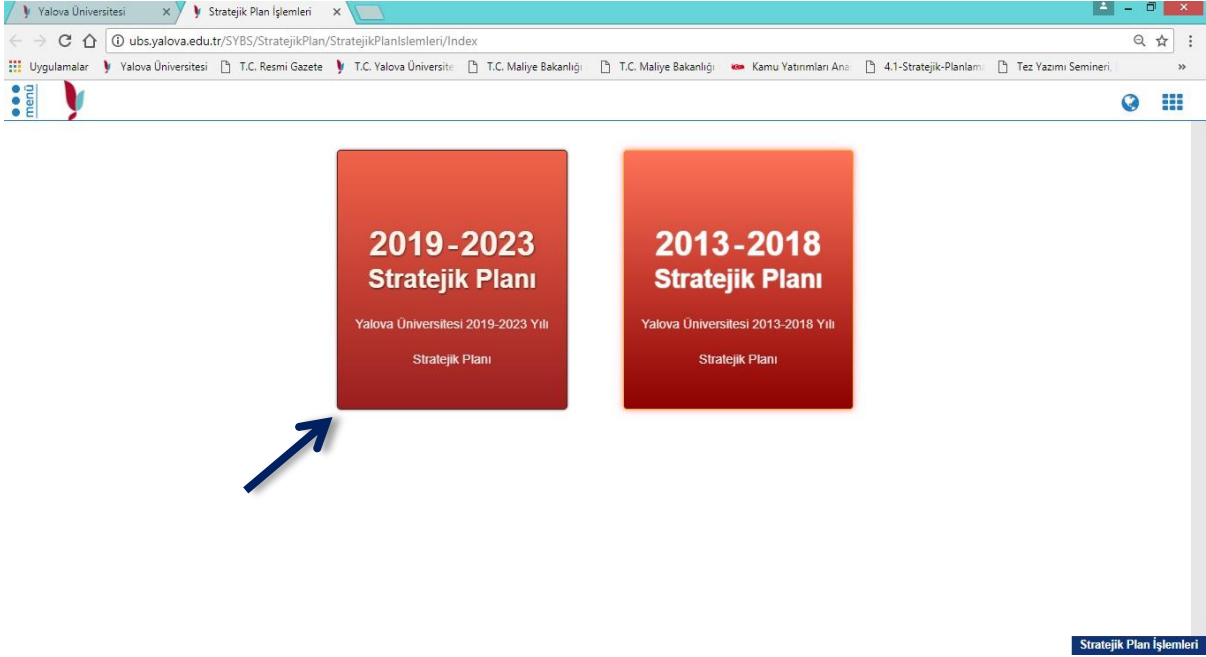 Yalova Üniversitesi
Stratejik Plan İşlemleri
ubs.yalova.edu.tr/SYBS/StratejikPlan/StratejikPlanIslemleri/Index
Uygulamalar Yalova Üniversitesi T.C. Resmi Gazete T.C. Yalova Üniversite T.C. Maliye Bakanlığı T.C. Maliye Bakanlığı Kamu Yatırımları Ana 4.1-Stratejik-Planlam Tez Yazımı Semineri, »
menü
2019-2023
Stratejik Planı
Yalova Üniversitesi 2019-2023 Yılı
Stratejik Planı
2013-2018
Stratejik Planı
Yalova Üniversitesi 2013-2018 Yılı
Stratejik Planı
Stratejik Plan İşlemleri